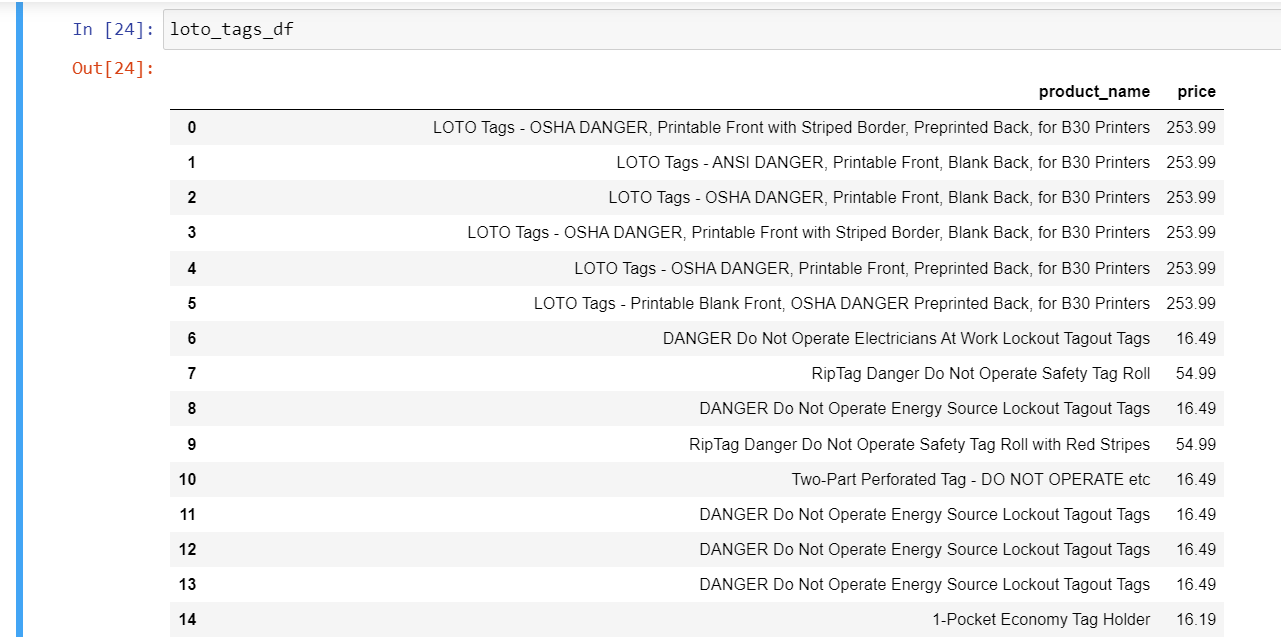 In [24]: loto_tags_df
Out[24]:
product_name price
0 LOTO Tags - OSHA DANGER, Printable Front with Striped Border, Preprinted Back, for B30 Printers 253.99
1 LOTO Tags - ANSI DANGER, Printable Front, Blank Back, for B30 Printers 253.99
2 LOTO Tags - OSHA DANGER, Printable Front, Blank Back, for B30 Printers 253.99
3 LOTO Tags - OSHA DANGER, Printable Front with Striped Border, Blank Back, for B30 Printers 253.99
4 LOTO Tags - OSHA DANGER, Printable Front, Preprinted Back, for B30 Printers 253.99
5 LOTO Tags - Printable Blank Front, OSHA DANGER Preprinted Back, for B30 Printers 253.99
6 DANGER Do Not Operate Electricians At Work Lockout Tagout Tags 16.49
7 RipTag Danger Do Not Operate Safety Tag Roll 54.99
8 DANGER Do Not Operate Energy Source Lockout Tagout Tags 16.49
9 RipTag Danger Do Not Operate Safety Tag Roll with Red Stripes 54.99
10 Two-Part Perforated Tag - DO NOT OPERATE etc 16.49
11 DANGER Do Not Operate Energy Source Lockout Tagout Tags 16.49
12 DANGER Do Not Operate Energy Source Lockout Tagout Tags 16.49
13 DANGER Do Not Operate Energy Source Lockout Tagout Tags 16.49
14 1-Pocket Economy Tag Holder 16.19